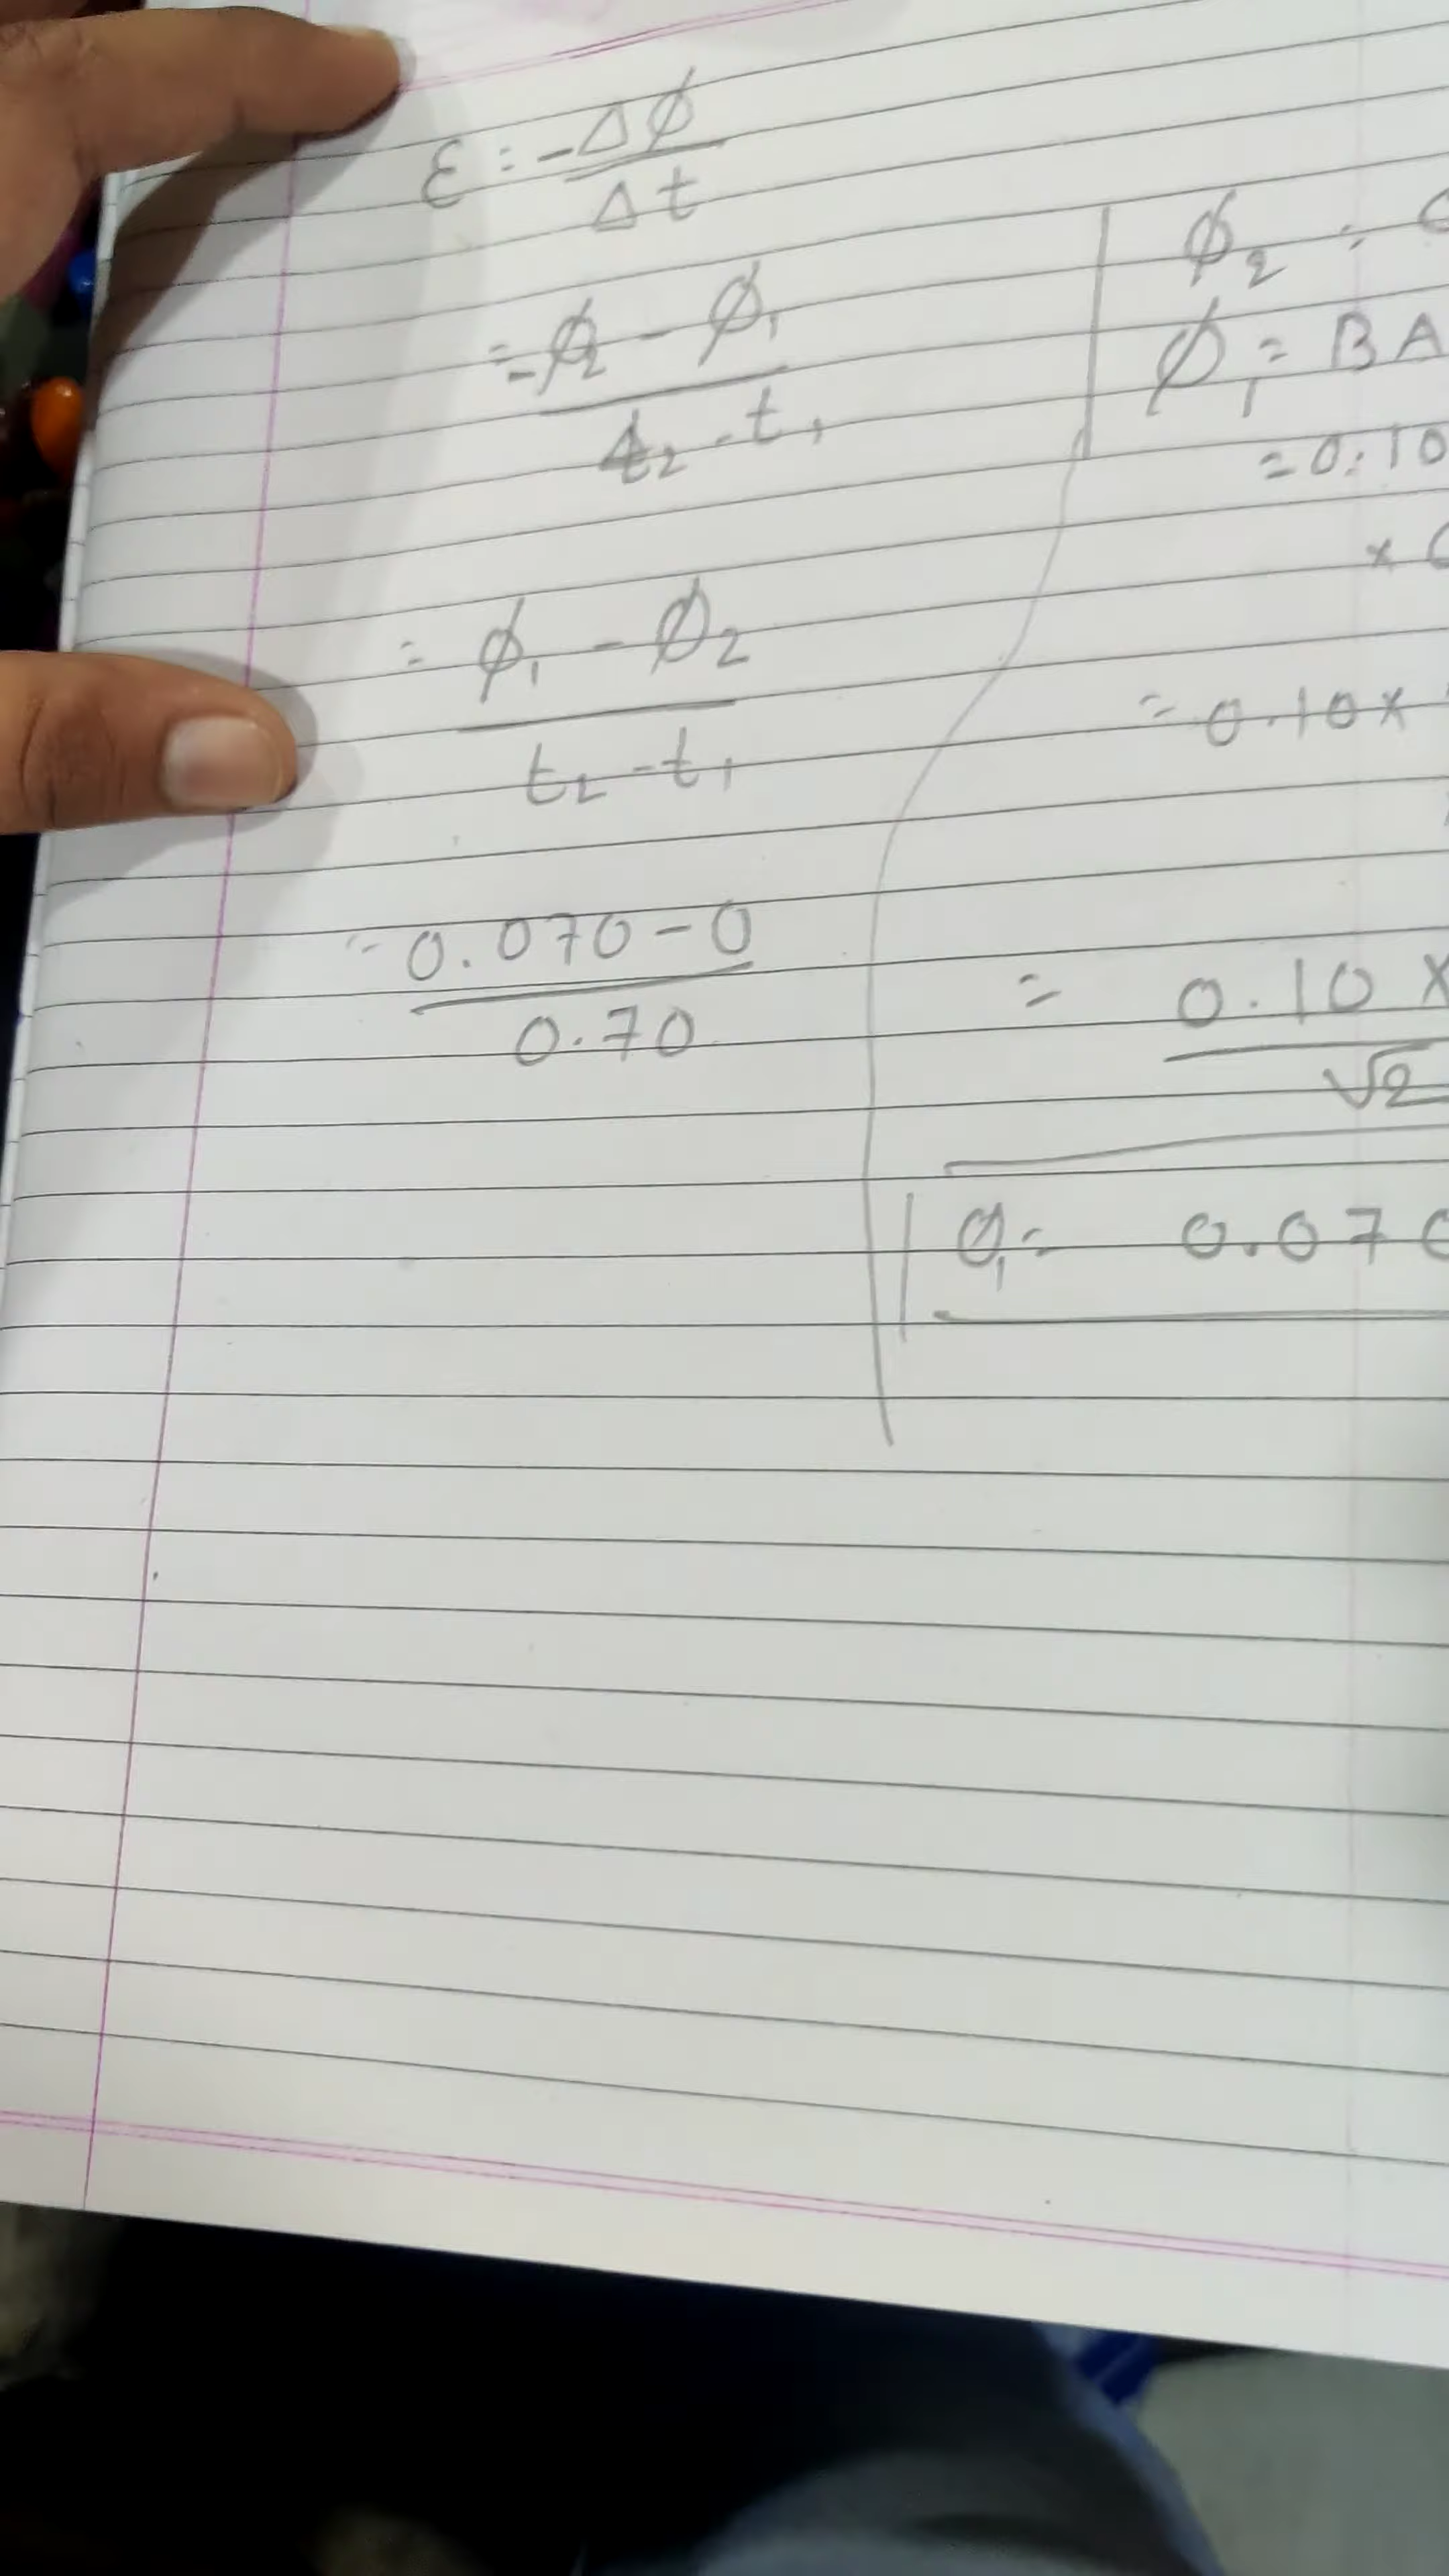 ε = -Δφ
Δt
= -φ2 - φ1
t2 - t1
= φ1 - φ2
t2 - t1
= 0.070 - 0
0.70
φ2 =
φ1 = BA
= 0.10
×
= 0.10 ×
= 0.10 ×
√2
φ1 = 0.07